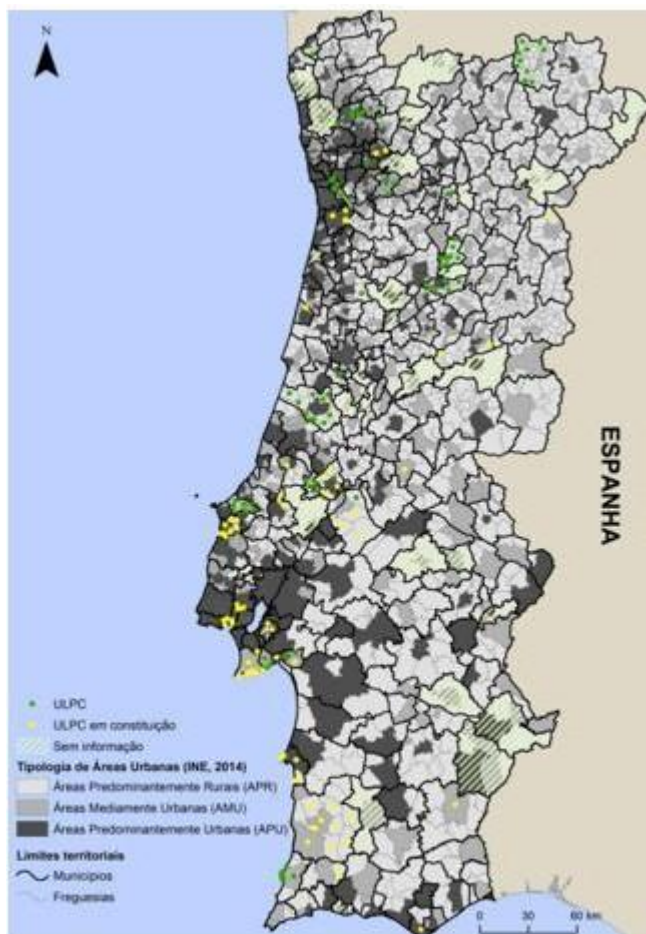 N
ESPANHA
ULPC
ULPC em constituição
Sem informação
Tipologia de Áreas Urbanas (INE, 2014)
Áreas Predominantemente Rurais (APR)
Áreas Mediamente Urbanas (AMU)
Áreas Predominantemente Urbanas (APU)
Limites territoriais
Municípios
Freguesias
0 30 60 km